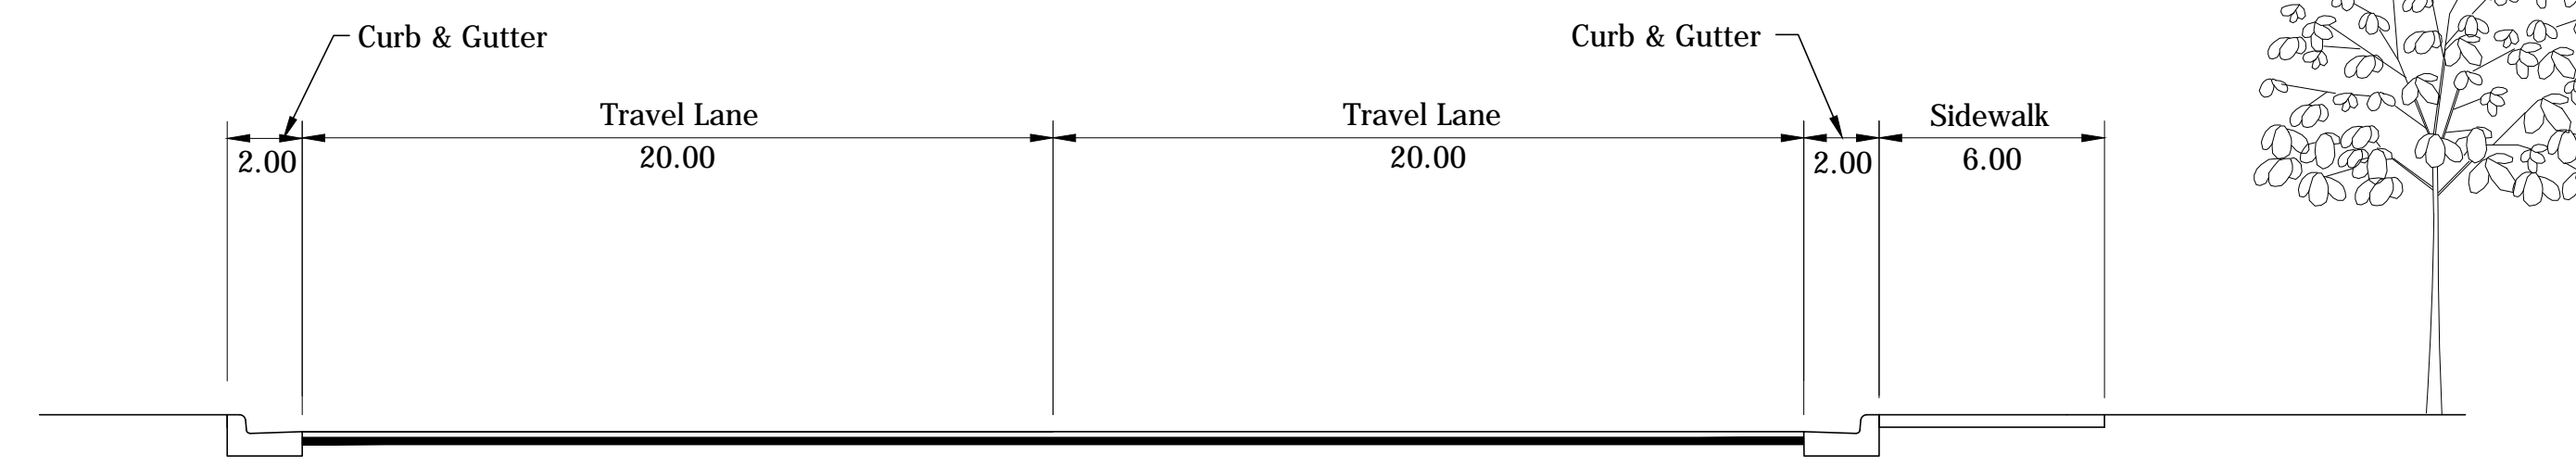 Curb & Gutter
Curb & Gutter
Travel Lane
Travel Lane
Sidewalk
2.00
20.00
20.00
2.00
6.00